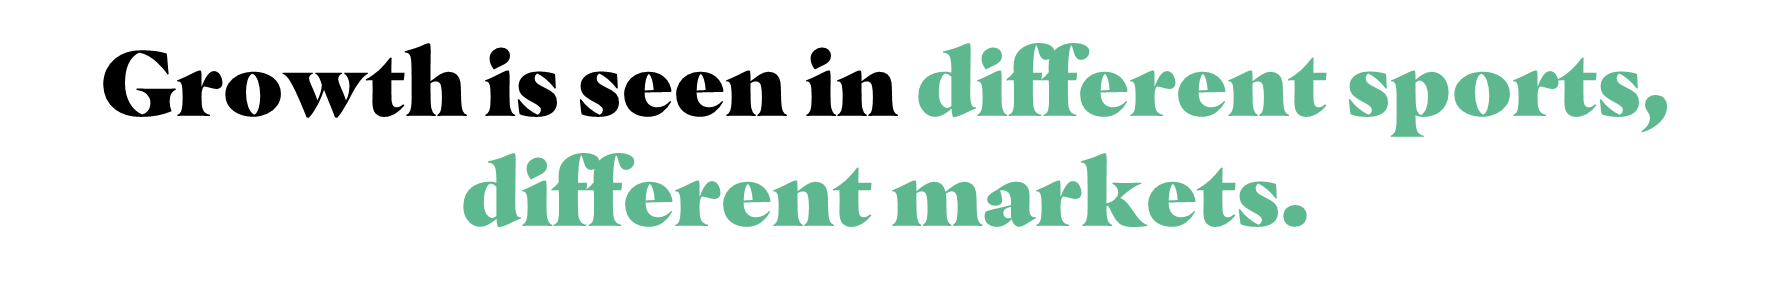 Growth is seen in different sports,
different markets.